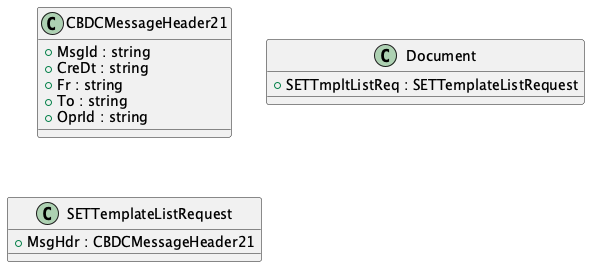 C CBDCMessageHeader21
+ MsgId : string
+ CreDt : string
+ Fr : string
+ To : string
+ OprId : string
C Document
+ SETTmpltListReq : SETTemplateListRequest
C SETTemplateListRequest
+ MsgHdr : CBDCMessageHeader21